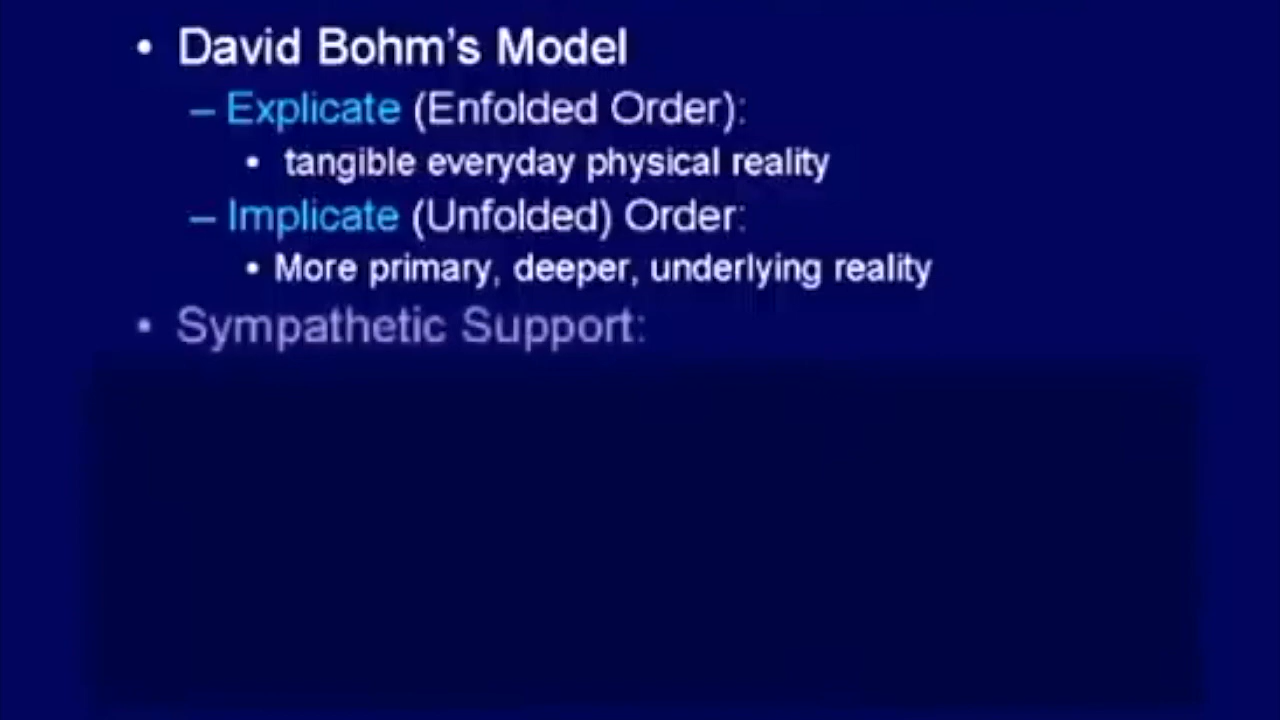 • David Bohm's Model
– Explicate (Enfolded Order):
• tangible everyday physical reality
– Implicate (Unfolded) Order:
• More primary, deeper, underlying reality
• Sympathetic Support: